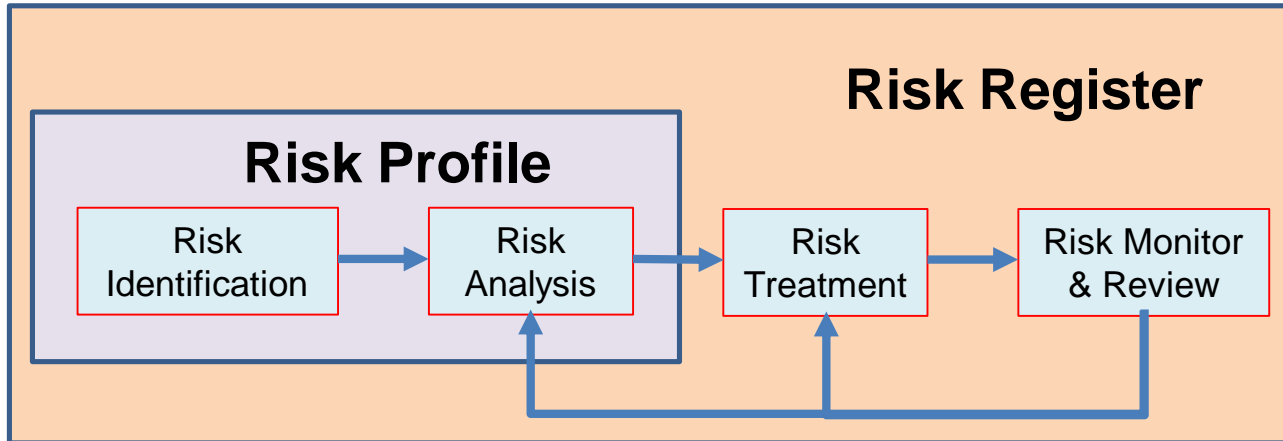 Risk Register
Risk Profile
Risk
Identification
Risk
Analysis
Risk
Treatment
Risk Monitor
& Review